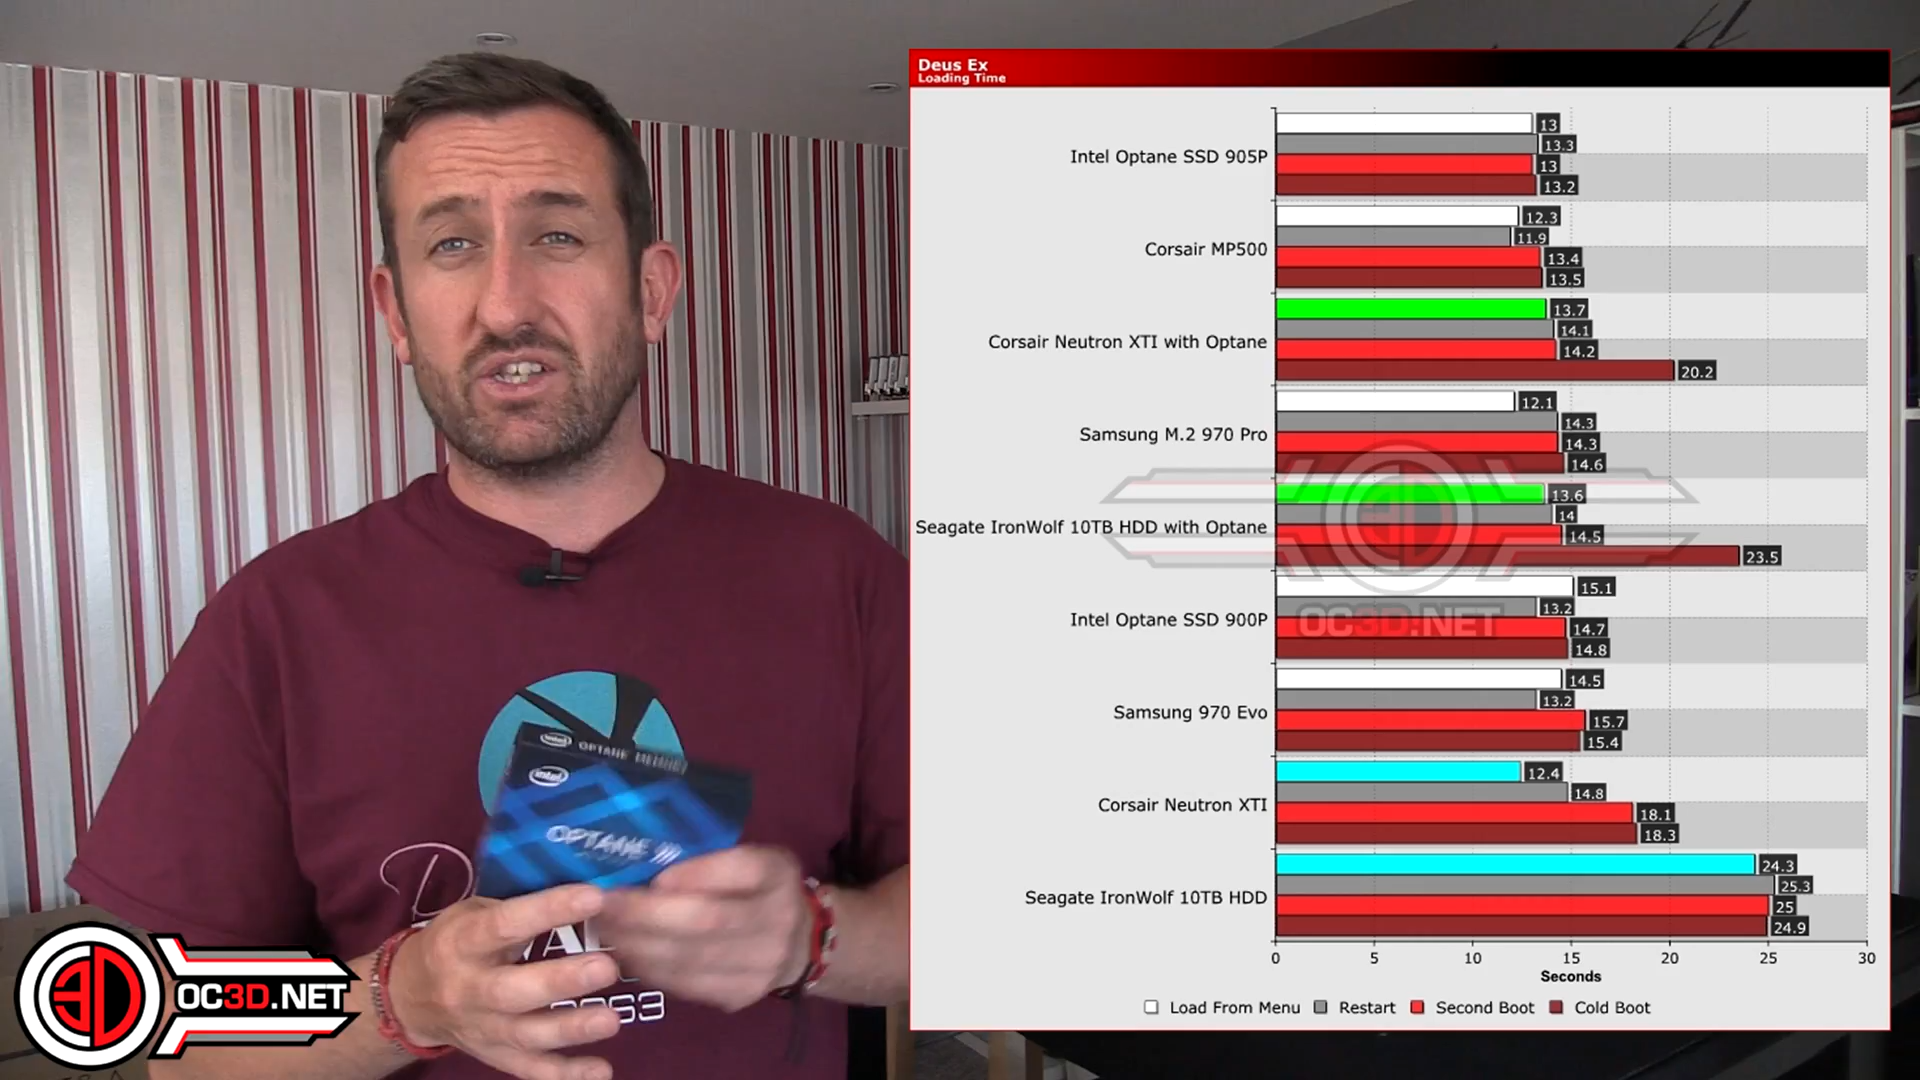 Deus Ex
Loading Time
Intel Optane SSD 905P
13
13.3
13
13.2
Corsair MP500
12.3
11.9
13.4
13.5
Corsair Neutron XTI with Optane
13.7
14.1
14.2
20.2
Samsung M.2 970 Pro
12.1
14.3
14.3
14.6
Seagate IronWolf 10TB HDD with Optane
13.6
14
14.5
23.5
Intel Optane SSD 900P
15.1
13.2
14.7
14.8
Samsung 970 Evo
14.5
13.2
15.7
15.4
Corsair Neutron XTI
12.4
14.8
18.1
18.3
Seagate IronWolf 10TB HDD
24.3
25.3
25
24.9
0 5 10 15 20 25 30
Seconds
Load From Menu Restart Second Boot Cold Boot
OC3D.NET
intel OPTANE MEMORY
intel
OPTANE
OC3D.NET